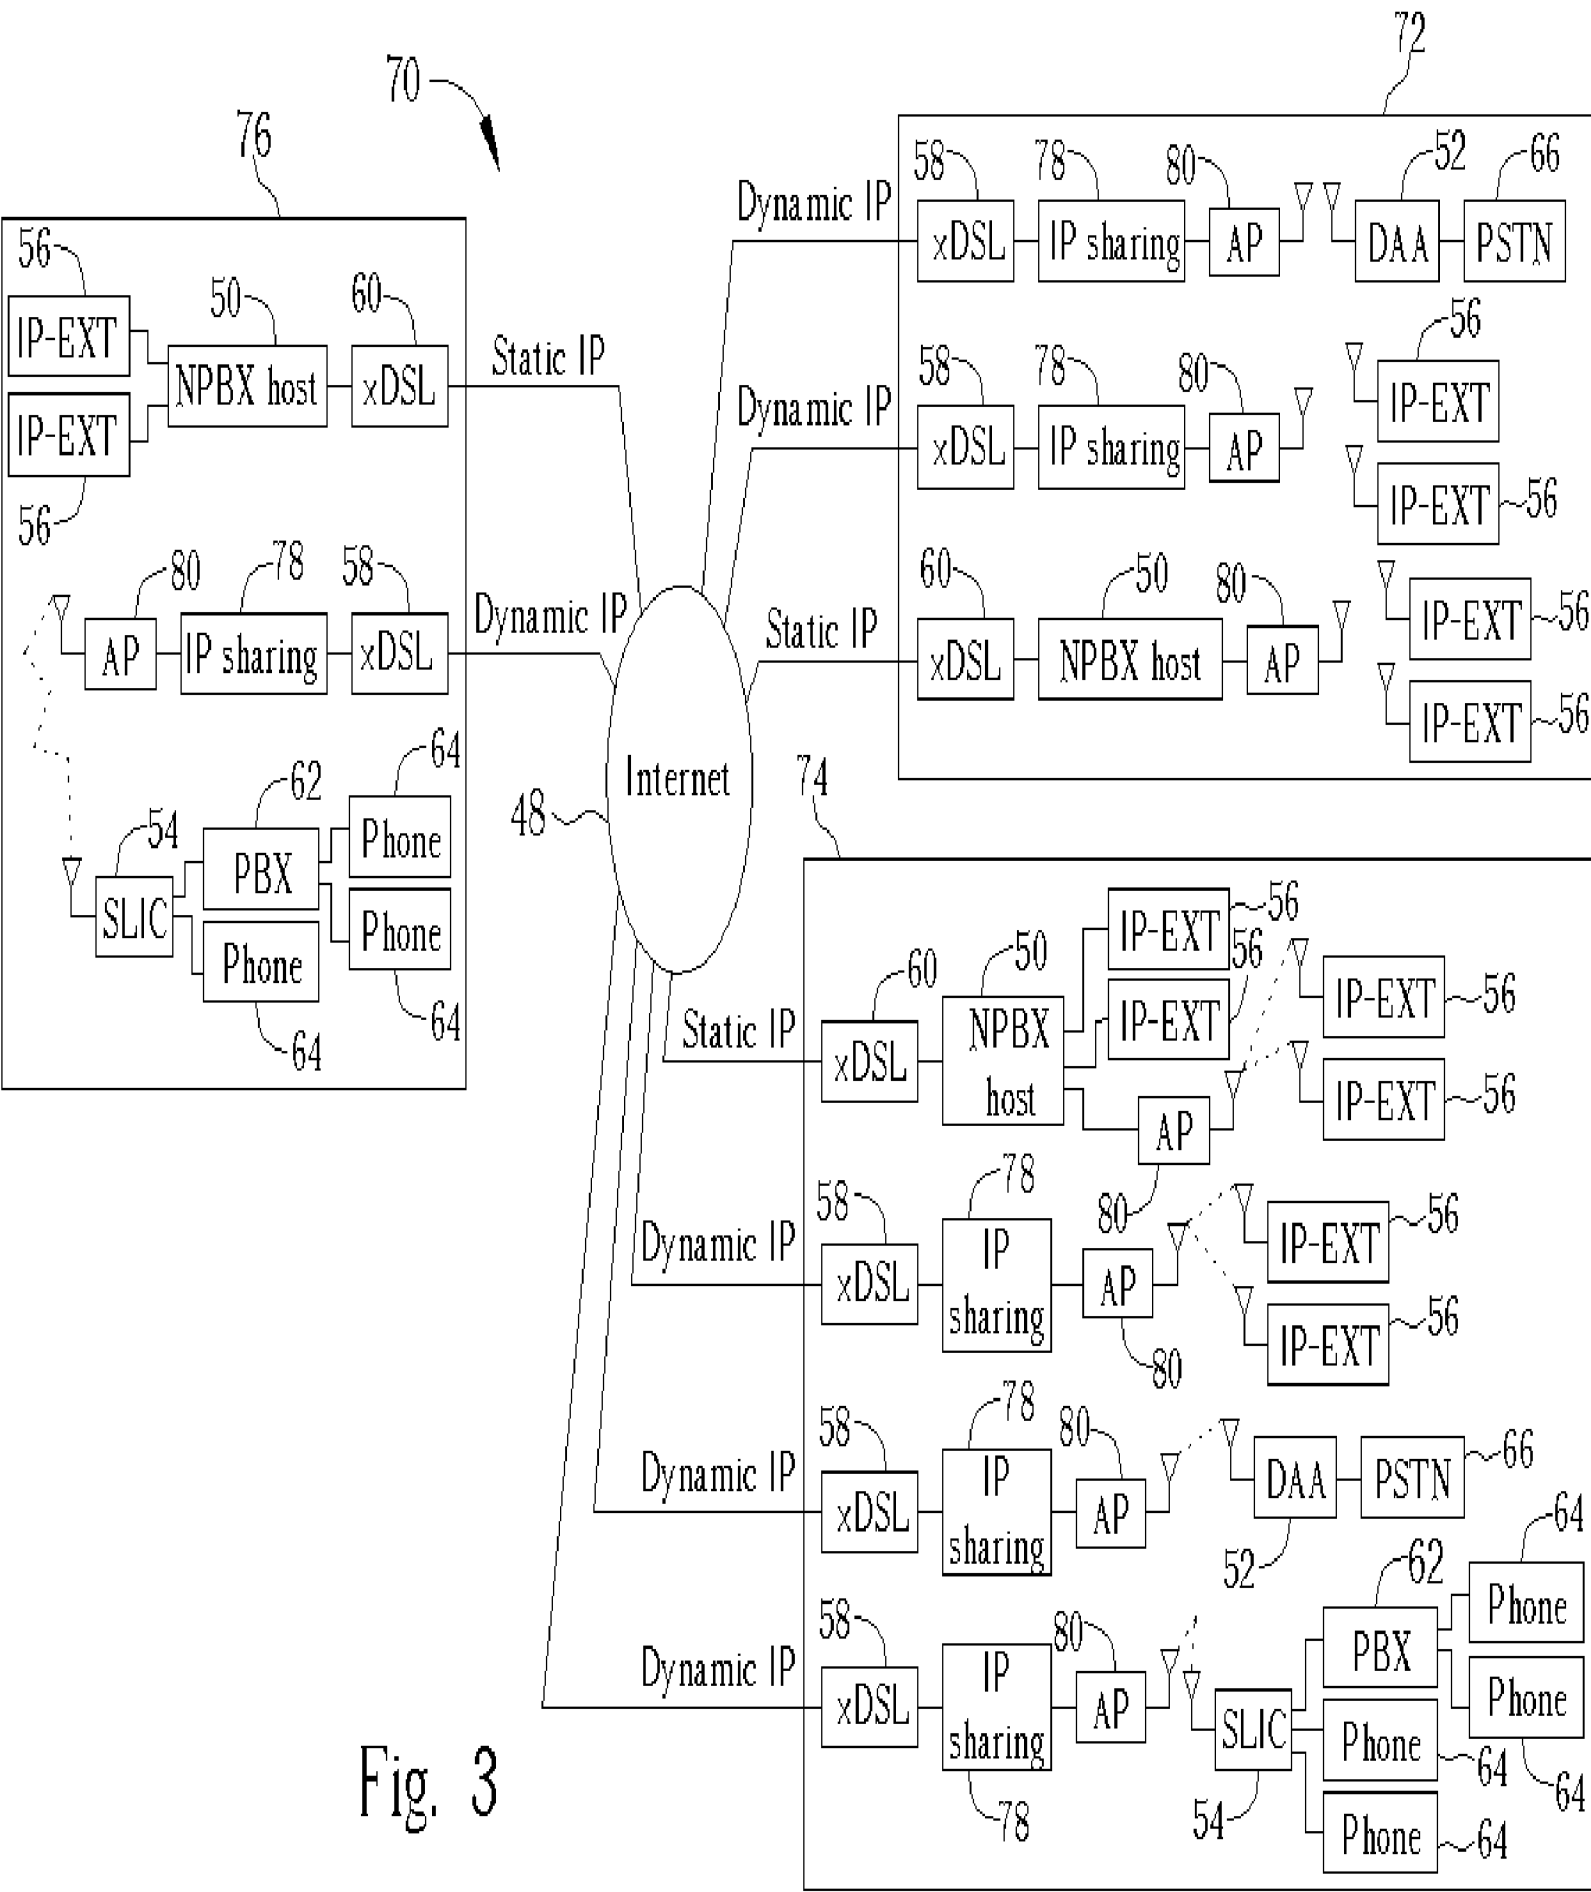 72
70
76
58
78
80
52
66
Dynamic IP
xDSL
IP sharing
AP
DAA
PSTN
56
50
60
IP-EXT
NPBX host
xDSL
Static IP
IP-EXT
56
56
58
78
80
Dynamic IP
xDSL
IP sharing
AP
IP-EXT
IP-EXT
56
80
78
58
Dynamic IP
AP
IP sharing
xDSL
60
50
80
Static IP
xDSL
NPBX host
AP
IP-EXT
56
IP-EXT
56
62
64
54
PBX
Phone
SLIC
Phone
Phone
64
64
Internet
48
74
60
50
IP-EXT
56
56
Static IP
xDSL
NPBX
host
IP-EXT
IP-EXT
56
IP-EXT
56
AP
80
58
78
Dynamic IP
xDSL
IP
sharing
AP
80
IP-EXT
56
IP-EXT
56
58
78
80
Dynamic IP
xDSL
IP
sharing
AP
DAA
PSTN
66
52
58
80
62
64
Dynamic IP
xDSL
IP
sharing
AP
78
PBX
Phone
SLIC
Phone
Phone
64
64
54
Phone
64
Fig. 3